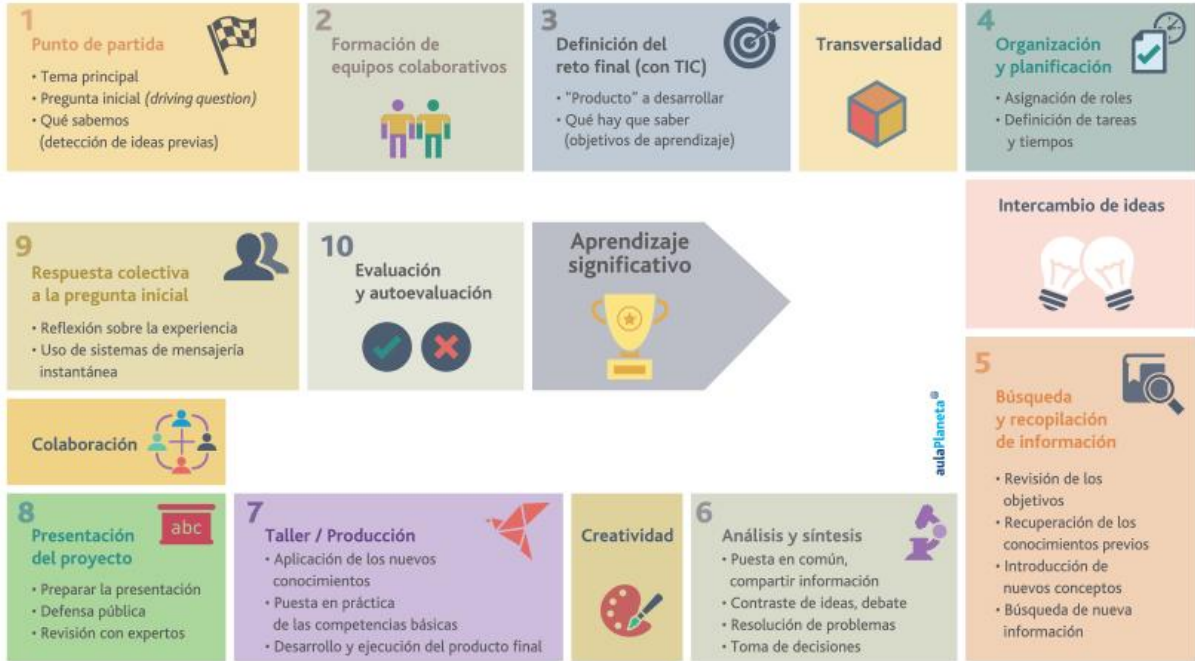 1
Punto de partida
• Tema principal
• Pregunta inicial (driving question)
• Qué sabemos
(detección de ideas previas)
2
Formación de
equipos colaborativos
3
Definición del
reto final (con TIC)
• "Producto" a desarrollar
• Qué hay que saber
(objetivos de aprendizaje)
Transversalidad
4
Organización
y planificación
• Asignación de roles
• Definición de tareas
y tiempos
Intercambio de ideas
5
Búsqueda
y recopilación
de información
• Revisión de los
objetivos
• Recuperación de los
conocimientos previos
• Introducción de
nuevos conceptos
• Búsqueda de nueva
información
6
Análisis y síntesis
• Puesta en común,
compartir información
• Contraste de ideas, debate
• Resolución de problemas
• Toma de decisiones
Creatividad
7
Taller / Producción
• Aplicación de los nuevos
conocimientos
• Puesta en práctica
de las competencias básicas
• Desarrollo y ejecución del producto final
8
Presentación
del proyecto
abc
• Preparar la presentación
• Defensa pública
• Revisión con expertos
Colaboración
9
Respuesta colectiva
a la pregunta inicial
• Reflexión sobre la experiencia
• Uso de sistemas de mensajería
instantánea
10
Evaluación
y autoevaluación
Aprendizaje
significativo
aulaPlaneta